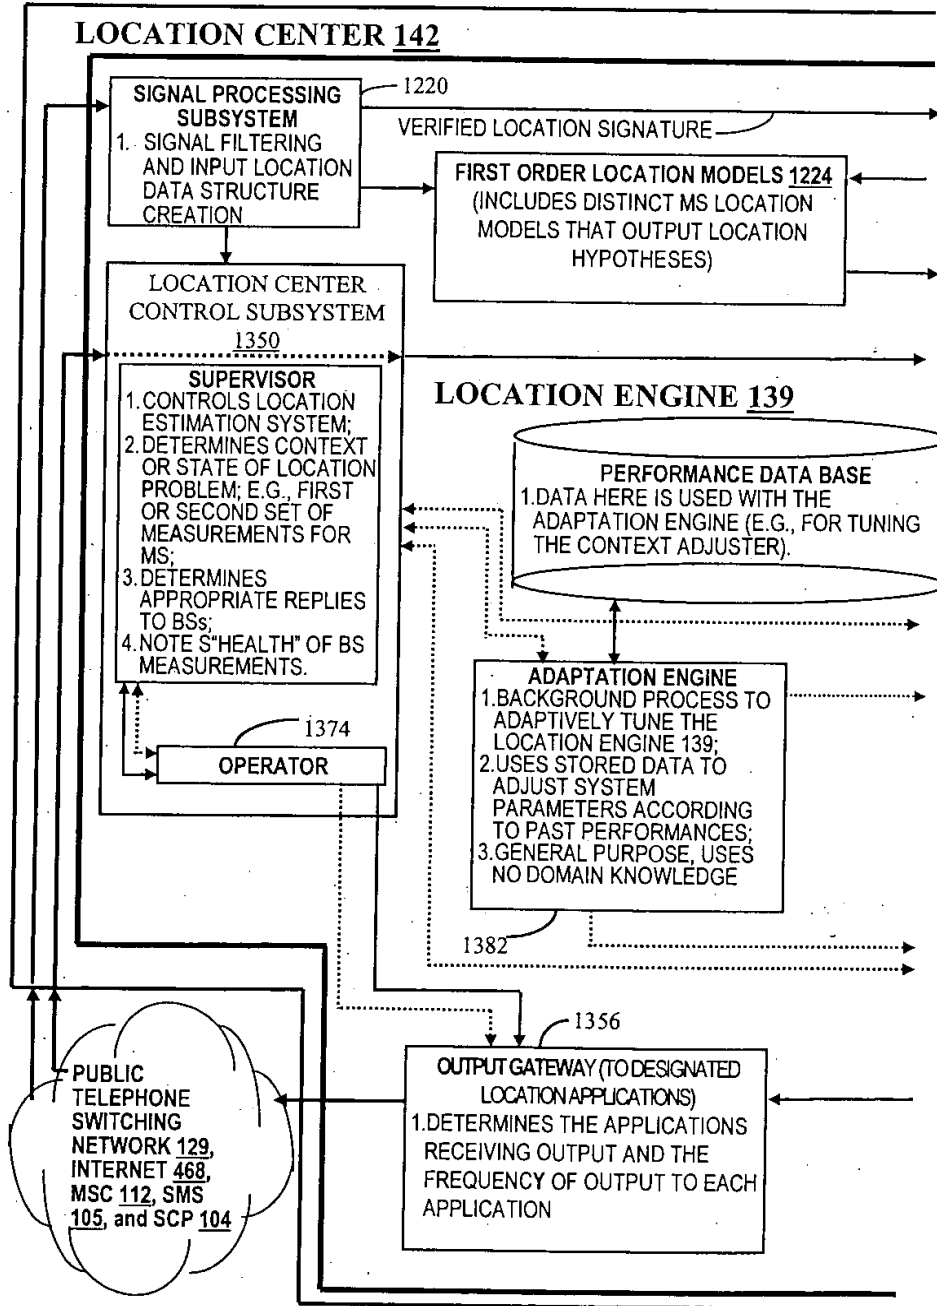 LOCATION CENTER 142
SIGNAL PROCESSING
SUBSYSTEM
1. SIGNAL FILTERING
AND INPUT LOCATION
DATA STRUCTURE
CREATION
1220
VERIFIED LOCATION SIGNATURE
FIRST ORDER LOCATION MODELS 1224
(INCLUDES DISTINCT MS LOCATION
MODELS THAT OUTPUT LOCATION
HYPOTHESES)
LOCATION CENTER
CONTROL SUBSYSTEM
1350
SUPERVISOR
1.CONTROLS LOCATION
ESTIMATION SYSTEM;
2.DETERMINES CONTEXT
OR STATE OF LOCATION
PROBLEM; E.G., FIRST
OR SECOND SET OF
MEASUREMENTS FOR
MS;
3.DETERMINES
APPROPRIATE REPLIES
TO BSs;
4.NOTE S"HEALTH" OF BS
MEASUREMENTS.
1374
OPERATOR
LOCATION ENGINE 139
PERFORMANCE DATA BASE
1.DATA HERE IS USED WITH THE
ADAPTATION ENGINE (E.G., FOR TUNING
THE CONTEXT ADJUSTER).
ADAPTATION ENGINE
1.BACKGROUND PROCESS TO
ADAPTIVELY TUNE THE
LOCATION ENGINE 139;
2.USES STORED DATA TO
ADJUST SYSTEM
PARAMETERS ACCORDING
TO PAST PERFORMANCES;
3.GENERAL PURPOSE, USES
NO DOMAIN KNOWLEDGE
1382
1356
OUTPUT GATEWAY (TO DESIGNATED
LOCATION APPLICATIONS)
1.DETERMINES THE APPLICATIONS
RECEIVING OUTPUT AND THE
FREQUENCY OF OUTPUT TO EACH
APPLICATION
PUBLIC
TELEPHONE
SWITCHING
NETWORK 129,
INTERNET 468,
MSC 112, SMS
105, and SCP 104